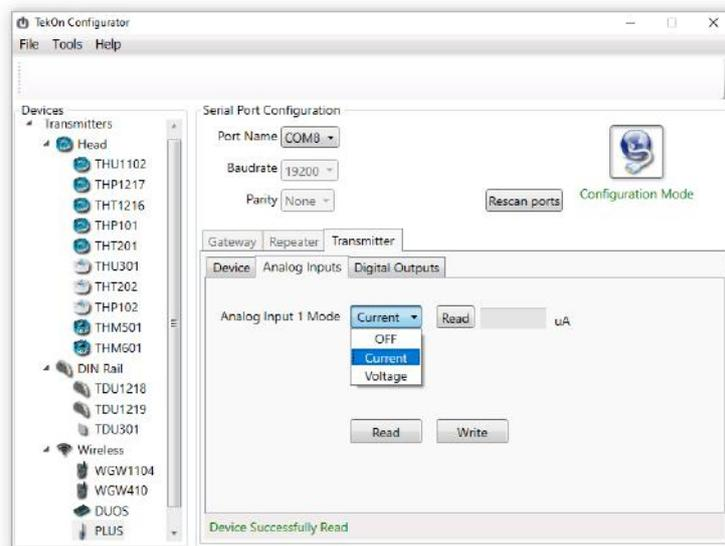 TekOn Configurator
File Tools Help
Devices
Transmitters
Head
THU1102
THP1217
THT1216
THP101
THT201
THU301
THT202
THP102
THM501
THM601
DIN Rail
TDU1218
TDU1219
TDU301
Wireless
WGW1104
WGW410
DUOS
PLUS
Serial Port Configuration
Port Name COM8
Baudrate 19200
Parity None
Rescan ports
Configuration Mode
Gateway Repeater Transmitter
Device Analog Inputs Digital Outputs
Analog Input 1 Mode Current Read uA
OFF
Current
Voltage
Read Write
Device Successfully Read